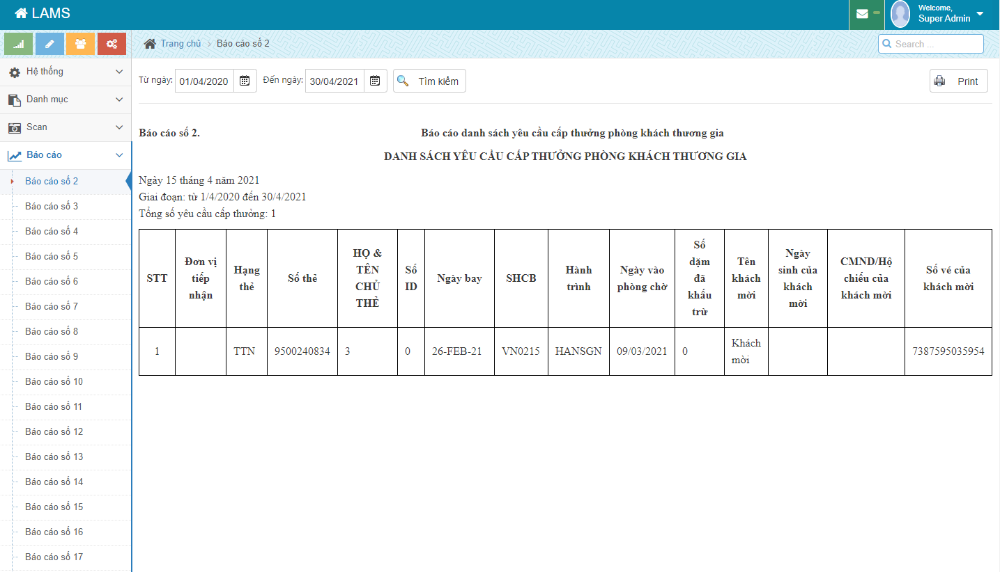 LAMS
Welcome,
Super Admin
Trang chủ
Báo cáo số 2
Search ...
Hệ thống
Danh mục
Scan
Báo cáo
Báo cáo số 2
Báo cáo số 3
Báo cáo số 4
Báo cáo số 5
Báo cáo số 6
Báo cáo số 7
Báo cáo số 8
Báo cáo số 9
Báo cáo số 10
Báo cáo số 11
Báo cáo số 12
Báo cáo số 13
Báo cáo số 14
Báo cáo số 15
Báo cáo số 16
Báo cáo số 17
Từ ngày: 01/04/2020 Đến ngày: 30/04/2021 Tìm kiếm Print
Báo cáo số 2. Báo cáo danh sách yêu cầu cấp thưởng phòng khách thương gia
DANH SÁCH YÊU CẦU CẤP THƯỞNG PHÒNG KHÁCH THƯƠNG GIA
Ngày 15 tháng 4 năm 2021
Giai đoạn: từ 1/4/2020 đến 30/4/2021
Tổng số yêu cầu cấp thưởng: 1
STT
Đơn vị
tiếp
nhận
Hạng
thẻ
Số thẻ
HỌ &
TÊN
CHỦ
THẺ
Số
ID
Ngày bay
SHCB
Hành
trình
Ngày vào
phòng chờ
Số
dặm
đã
khấu
trừ
Tên
khách
mời
Ngày
sinh của
khách
mời
CMND/Hộ
chiếu của
khách mời
Số vé của
khách mời
1
TTN
9500240834
3
0
26-FEB-21
VN0215
HANSGN
09/03/2021
0
Khách
mời
7387595035954